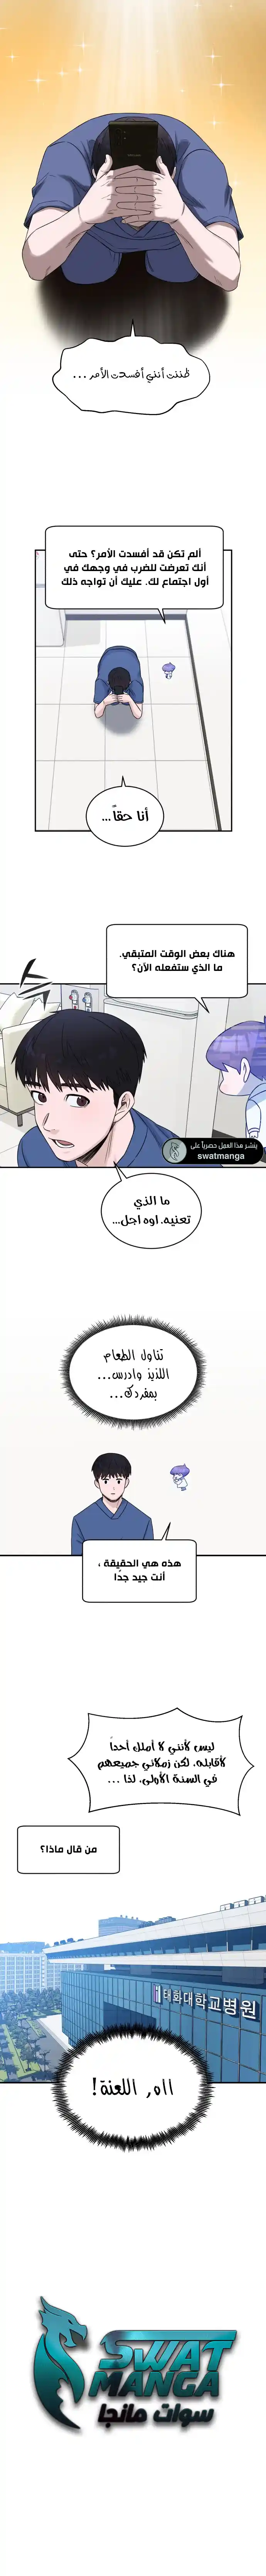 ظننت أنني أفسدت الأمر ...
ألم تكن قد أفسدت الأمر؟ حتى
أنك تعرضت للضرب في وجهك في
أول اجتماع لك. عليك أن تواجه ذلك
أنا حقاً...
هناك بعض الوقت المتبقي.
ما الذي ستفعله الآن؟
ينشر هذا العمل حصرياً على
swatmanga
ما الذي
تعنيه. اوه اجل...
تناول الطعام
اللذيذ وادرس...
بمفردك...
هذه هي الحقيقة ،
أنت جيد جدًا
ليس لأنني لا أملك أحداً
لأقابله. لكن زملائي جميعهم
في السنة الأولى. لذا ...
من قال ماذا؟
태화대학교병원
ااه, اللعنة!
SWAT
MANGA
سوات مانجا